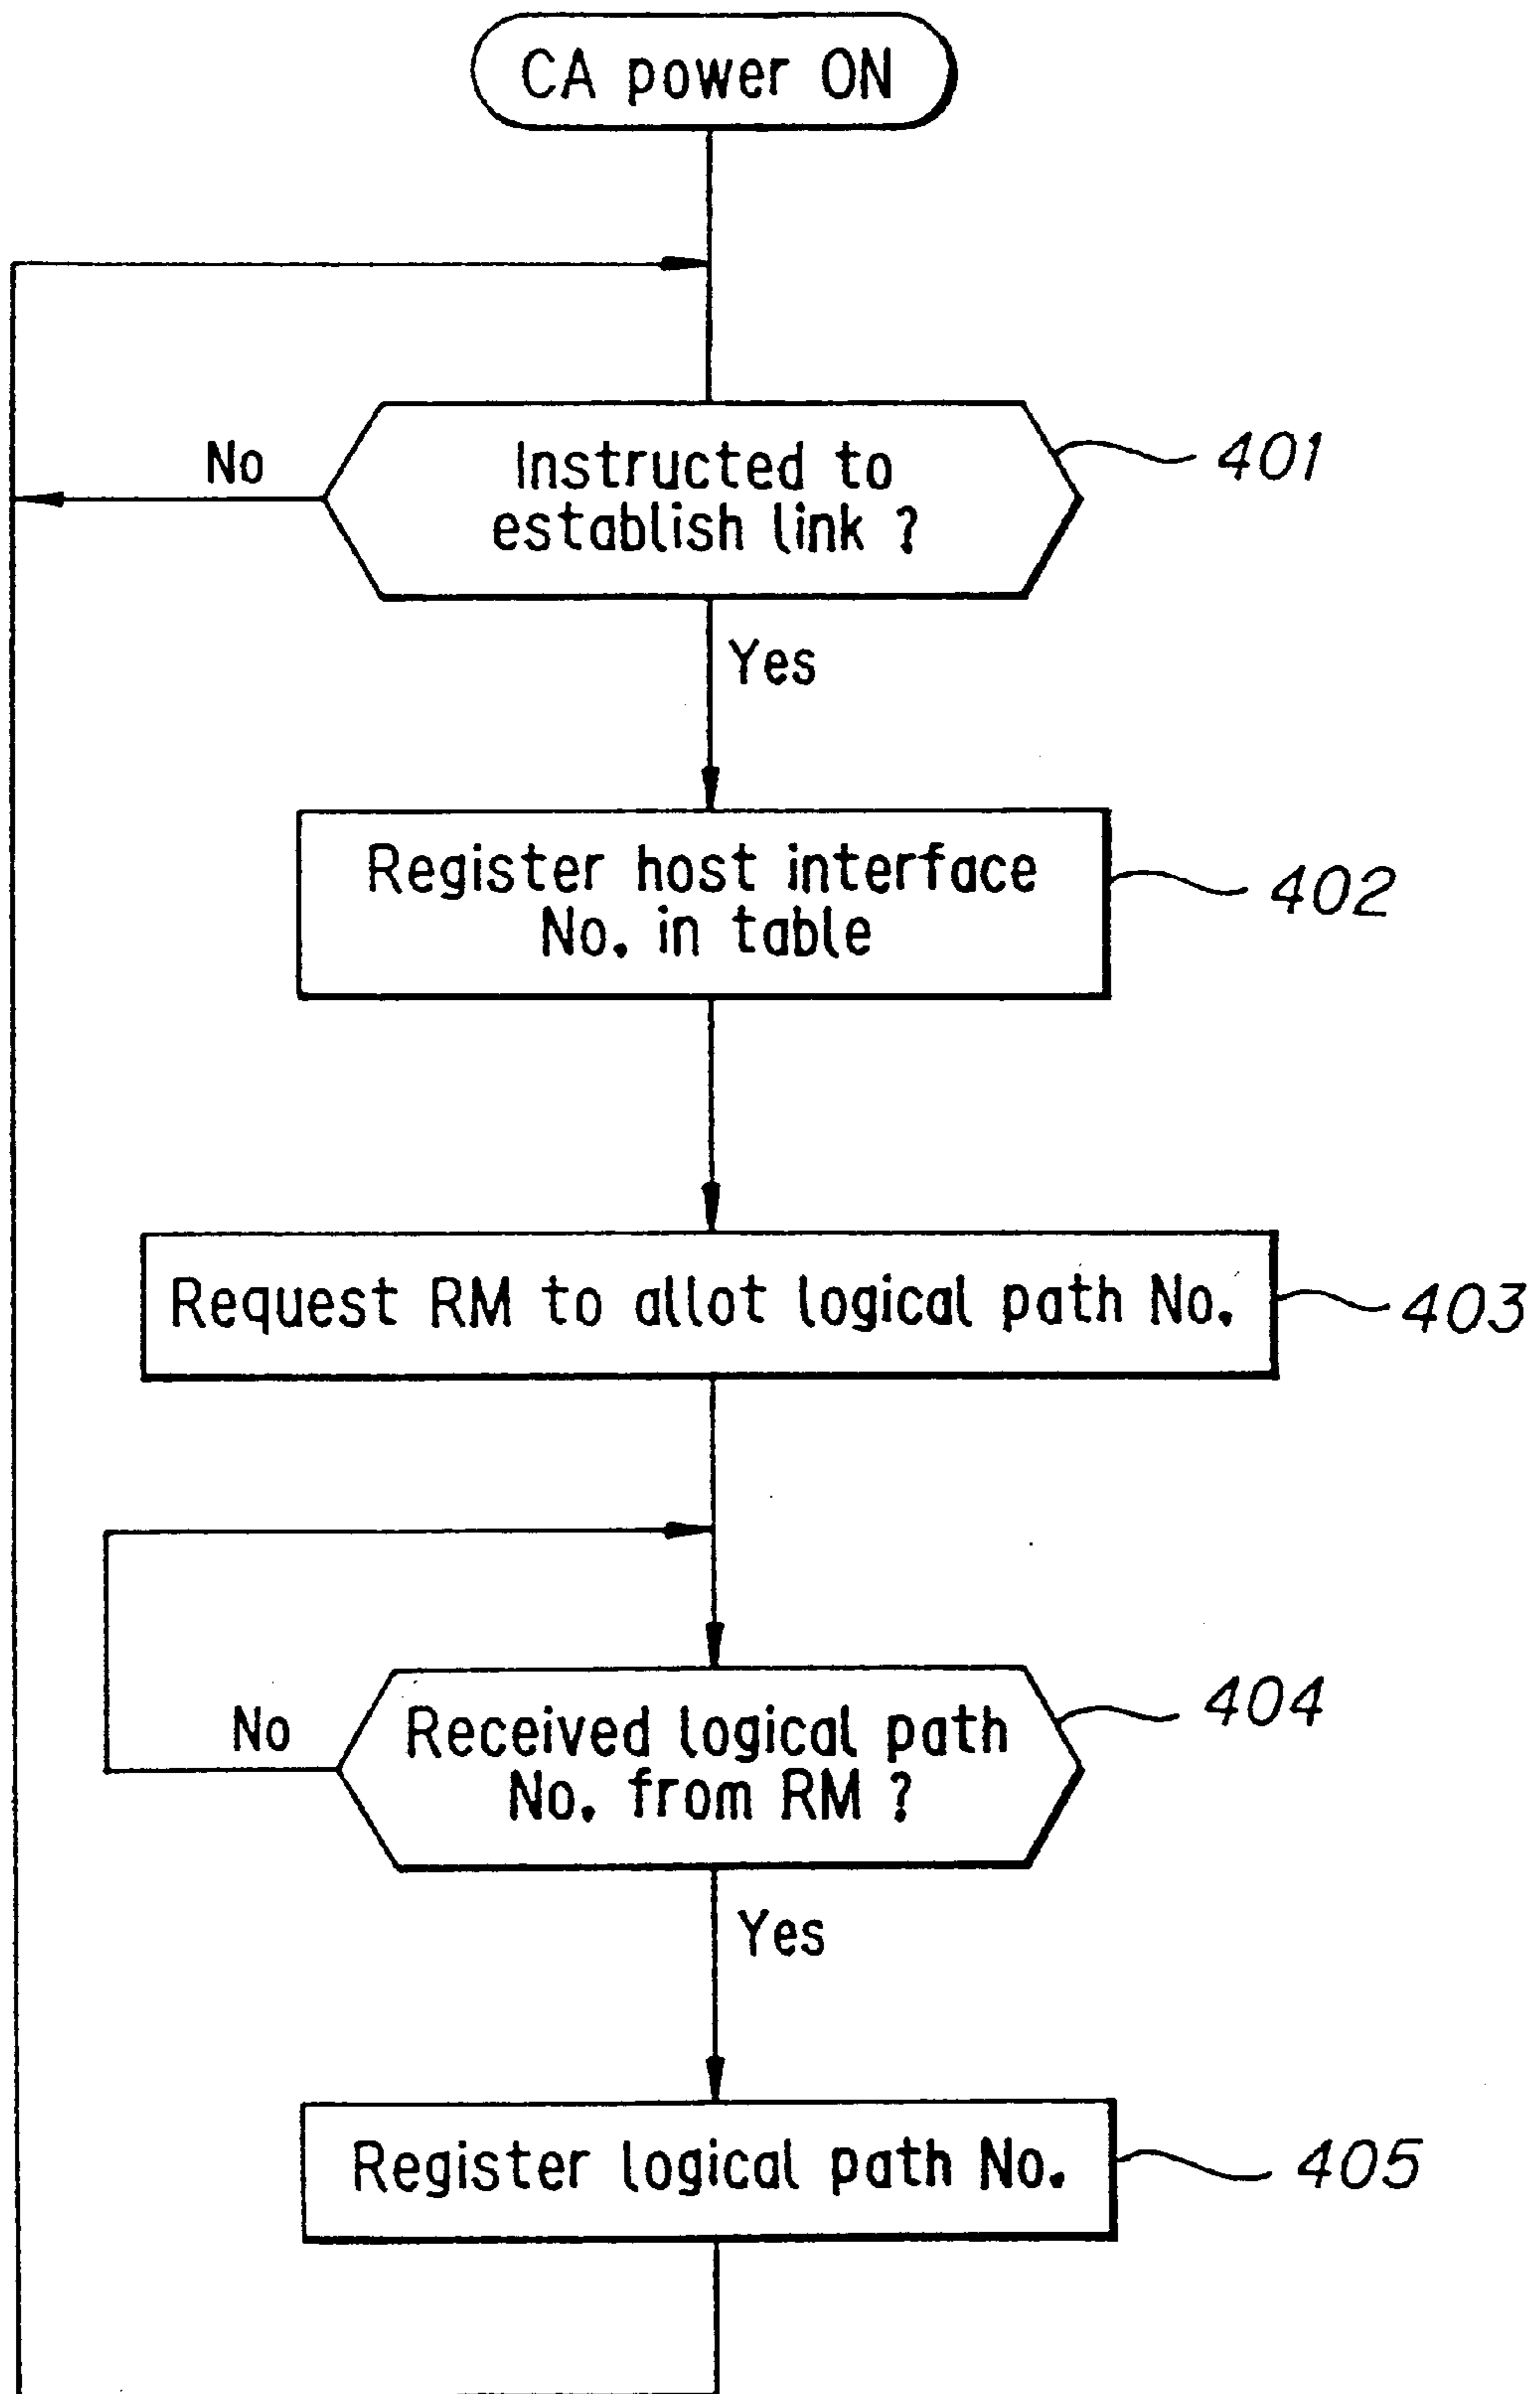 CA power ON
No
Instructed to
establish link ?
401
Yes
Register host interface
No. in table
402
Request RM to allot logical path No.
403
No
Received logical path
No. from RM ?
404
Yes
Register logical path No.
405